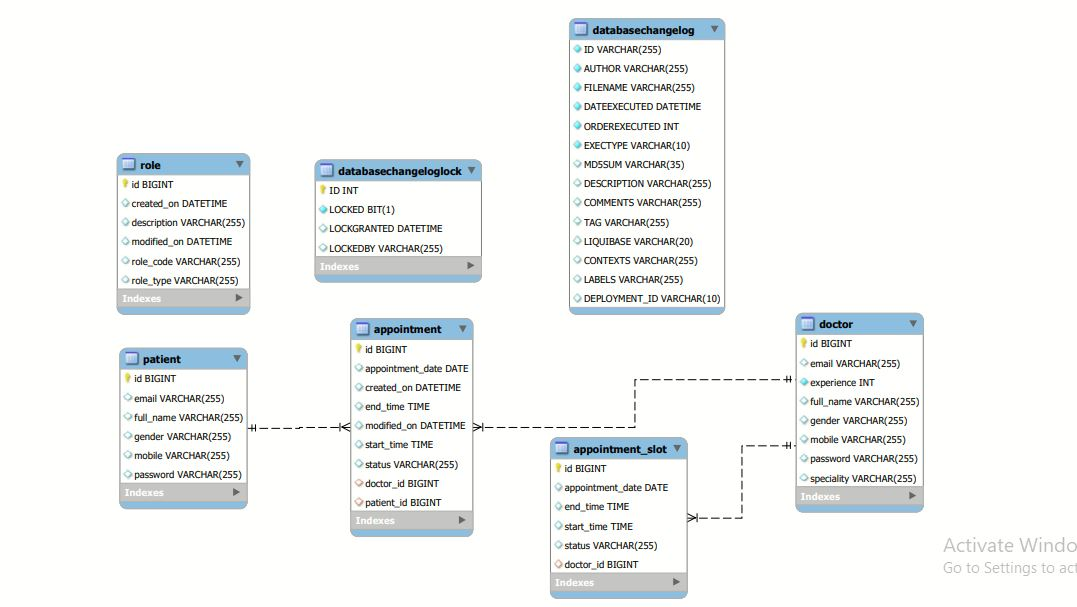 databasechangelog
ID VARCHAR(255)
AUTHOR VARCHAR(255)
FILENAME VARCHAR(255)
DATEEXECUTED DATETIME
ORDEREXECUTED INT
EXECTYPE VARCHAR(10)
MD5SUM VARCHAR(35)
DESCRIPTION VARCHAR(255)
COMMENTS VARCHAR(255)
TAG VARCHAR(255)
LIQUIBASE VARCHAR(20)
CONTEXTS VARCHAR(255)
LABELS VARCHAR(255)
DEPLOYMENT_ID VARCHAR(10)
role
id BIGINT
created_on DATETIME
description VARCHAR(255)
modified_on DATETIME
role_code VARCHAR(255)
role_type VARCHAR(255)
Indexes
databasechangeloglock
ID INT
LOCKED BIT(1)
LOCKGRANTED DATETIME
LOCKEDBY VARCHAR(255)
Indexes
patient
id BIGINT
email VARCHAR(255)
full_name VARCHAR(255)
gender VARCHAR(255)
mobile VARCHAR(255)
password VARCHAR(255)
Indexes
appointment
id BIGINT
appointment_date DATE
created_on DATETIME
end_time TIME
modified_on DATETIME
start_time TIME
status VARCHAR(255)
doctor_id BIGINT
patient_id BIGINT
Indexes
appointment_slot
id BIGINT
appointment_date DATE
end_time TIME
start_time TIME
status VARCHAR(255)
doctor_id BIGINT
Indexes
doctor
id BIGINT
email VARCHAR(255)
experience INT
full_name VARCHAR(255)
gender VARCHAR(255)
mobile VARCHAR(255)
password VARCHAR(255)
speciality VARCHAR(255)
Indexes
Activate Windo
Go to Settings to act